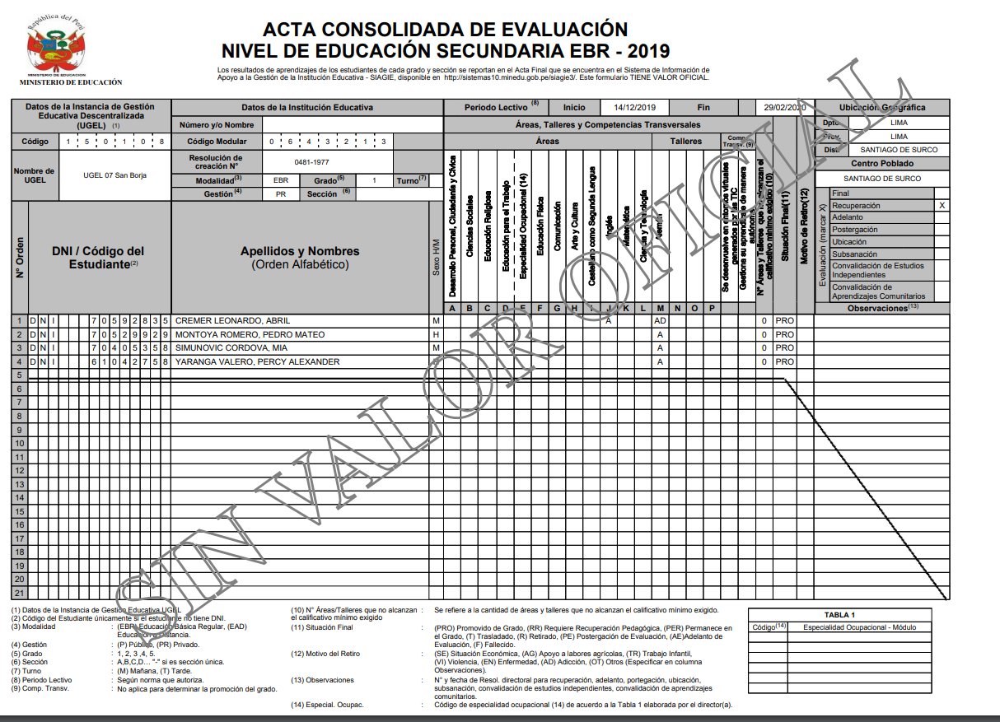 República del Perú
MINISTERIO DE EDUCACIÓN
MINISTERIO DE EDUCACIÓN
ACTA CONSOLIDADA DE EVALUACIÓN
NIVEL DE EDUCACIÓN SECUNDARIA EBR - 2019
Los resultados de aprendizajes de los estudiantes de cada grado y sección se reportan en el Acta Final que se encuentra en el Sistema de Información de
Apoyo a la Gestión de la Institución Educativa - SIAGIE, disponible en http://sistemas10.minedu.gob.pe/siagie3/. Este formulario TIENE VALOR OFICIAL.
Datos de la Instancia de Gestión
Educativa Descentralizada
(UGEL) (1)
Código 1 5 0 1 0 8
Nombre de
UGEL
UGEL 07 San Borja
Datos de la Institución Educativa
Número y/o Nombre
Código Modular 0 6 4 3 2 1 3
Resolución de
creación N°
0481-1977
Modalidad(3) EBR Grado(5) 1 Turno(7)
Gestión(4) PR Sección (6)
Periodo Lectivo (8) Inicio 14/12/2019 Fin 29/02/2020
Áreas, Talleres y Competencias Transversales
Áreas Talleres Comp. Transv. (9)
Ubicación Geográfica
Dpto. LIMA
Prov. LIMA
Dist. SANTIAGO DE SURCO
Centro Poblado
SANTIAGO DE SURCO
Evaluación (marcar X)
Final
Recuperación X
Adelanto
Postergación
Ubicación
Subsanación
Convalidación de Estudios
Independientes
Convalidación de
Aprendizajes Comunitarios
Observaciones(13)
N° Orden
DNI / Código del
Estudiante(2)
Apellidos y Nombres
(Orden Alfabético)
Sexo H/M
Desarrollo Personal, Ciudadanía y Cívica
Ciencias Sociales
Educación Religiosa
Educación para el Trabajo
Especialidad Ocupacional (14)
Educación Física
Comunicación
Arte y Cultura
Castellano como Segunda Lengua
Inglés
Matemática
Ciencia y Tecnología
Alemán
Se desenvuelve en entornos virtuales
generados por las TIC
Gestiona su aprendizaje de manera
autónoma
N° Áreas y Talleres que no alcanzan el
calificativo mínimo exigido (10)
Situación Final(11)
Motivo de Retiro(12)
A B C D E F G H I J K L M N O P
1 D N I 7 0 5 9 2 8 3 5 CREMER LEONARDO, ABRIL M A AD 0 PRO
2 D N I 7 0 5 2 9 9 2 9 MONTOYA ROMERO, PEDRO MATEO H A 0 PRO
3 D N I 7 0 4 0 5 3 5 8 SIMUNOVIC CORDOVA, MIA M A 0 PRO
4 D N I 6 1 0 4 2 7 5 8 YARANGA VALERO, PERCY ALEXANDER A 0 PRO
5
6
7
8
9
10
11
12
13
14
15
16
17
18
19
20
21
SIN VALOR OFICIAL
(1) Datos de la Instancia de Gestión Educativa UGEL
(2) Código del Estudiante únicamente si el estudiante no tiene DNI.
(3) Modalidad : (EBR) Educación Básica Regular, (EAD)
Educación a Distancia.
(4) Gestión : (P) Público, (PR) Privado.
(5) Grado : 1, 2, 3 ,4, 5.
(6) Sección : A,B,C,D... "-" si es sección única.
(7) Turno : (M) Mañana, (T) Tarde.
(8) Periodo Lectivo : Según norma que autoriza.
(9) Comp. Transv. : No aplica para determinar la promoción del grado.
(10) N° Áreas/Talleres que no alcanzan : Se refiere a la cantidad de áreas y talleres que no alcanzan el calificativo mínimo exigido.
el calificativo mínimo exigido
(11) Situación Final : (PRO) Promovido de Grado, (RR) Requiere Recuperación Pedagógica, (PER) Permanece en
el Grado, (T) Trasladado, (R) Retirado, (PE) Postergación de Evaluación, (AE)Adelanto de
Evaluación, (F) Fallecido.
(12) Motivo del Retiro : (SE) Situación Económica, (AG) Apoyo a labores agrícolas, (TR) Trabajo Infantil,
(VI) Violencia, (EN) Enfermedad, (AD) Adicción, (OT) Otros (Especificar en columna
Observaciones).
(13) Observaciones : N° y fecha de Resol. directoral para recuperación, adelanto, portegación, ubicación,
subsanación, convalidación de estudios independientes, convalidación de aprendizajes
comunitarios.
(14) Especial. Ocupac. : Código de especialidad ocupacional (14) de acuerdo a la Tabla 1 elaborada por el director(a).
TABLA 1
Código(14) Especialidad Ocupacional - Módulo